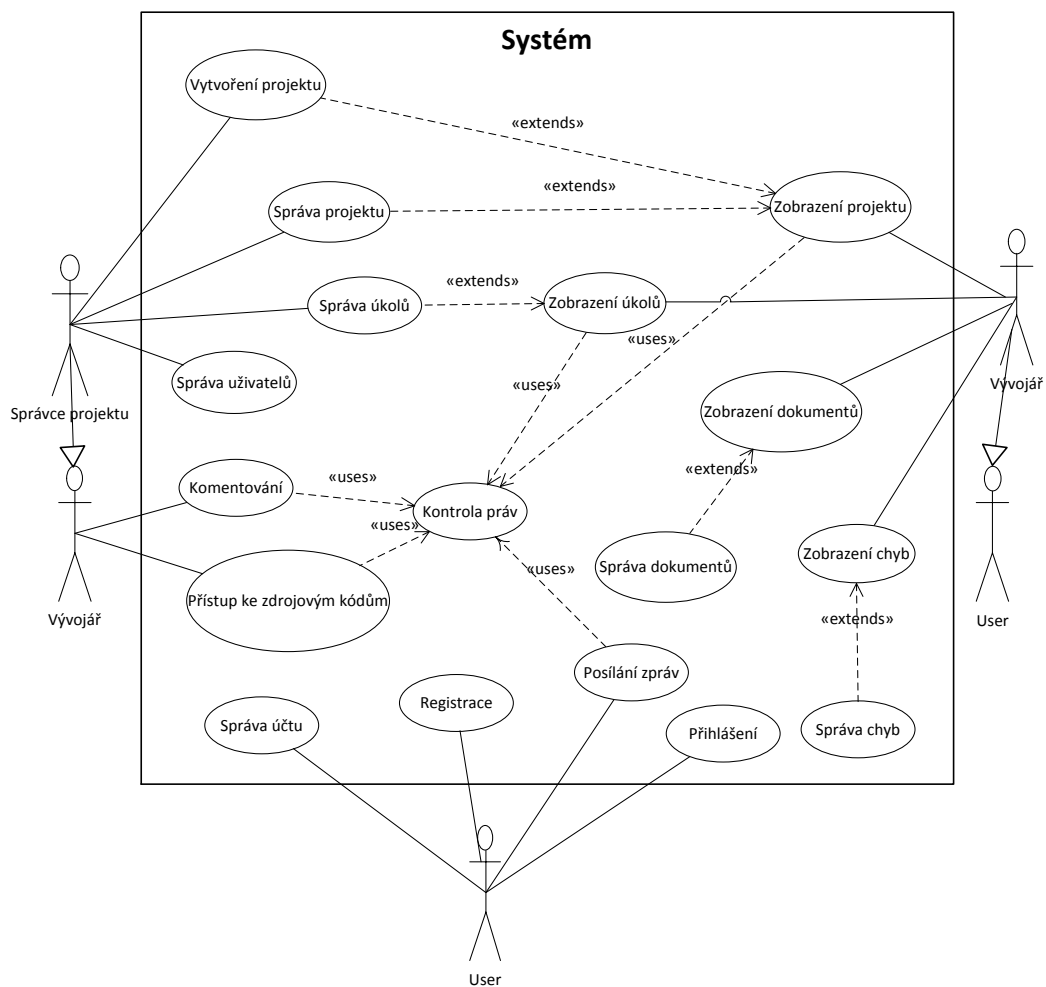 Systém
Vytvoření projektu
«extends»
«extends»
Správa projektu
Zobrazení projektu
«extends»
Správa úkolů
Zobrazení úkolů
«uses»
Správa uživatelů
«uses»
Vývojář
Správce projektu
Zobrazení dokumentů
«extends»
Komentování
«uses»
Kontrola práv
«uses»
Zobrazení chyb
Správa dokumentů
«uses»
Přístup ke zdrojovým kódům
Vývojář
User
«extends»
Posílání zpráv
Registrace
Správa účtu
Přihlášení
Správa chyb
User